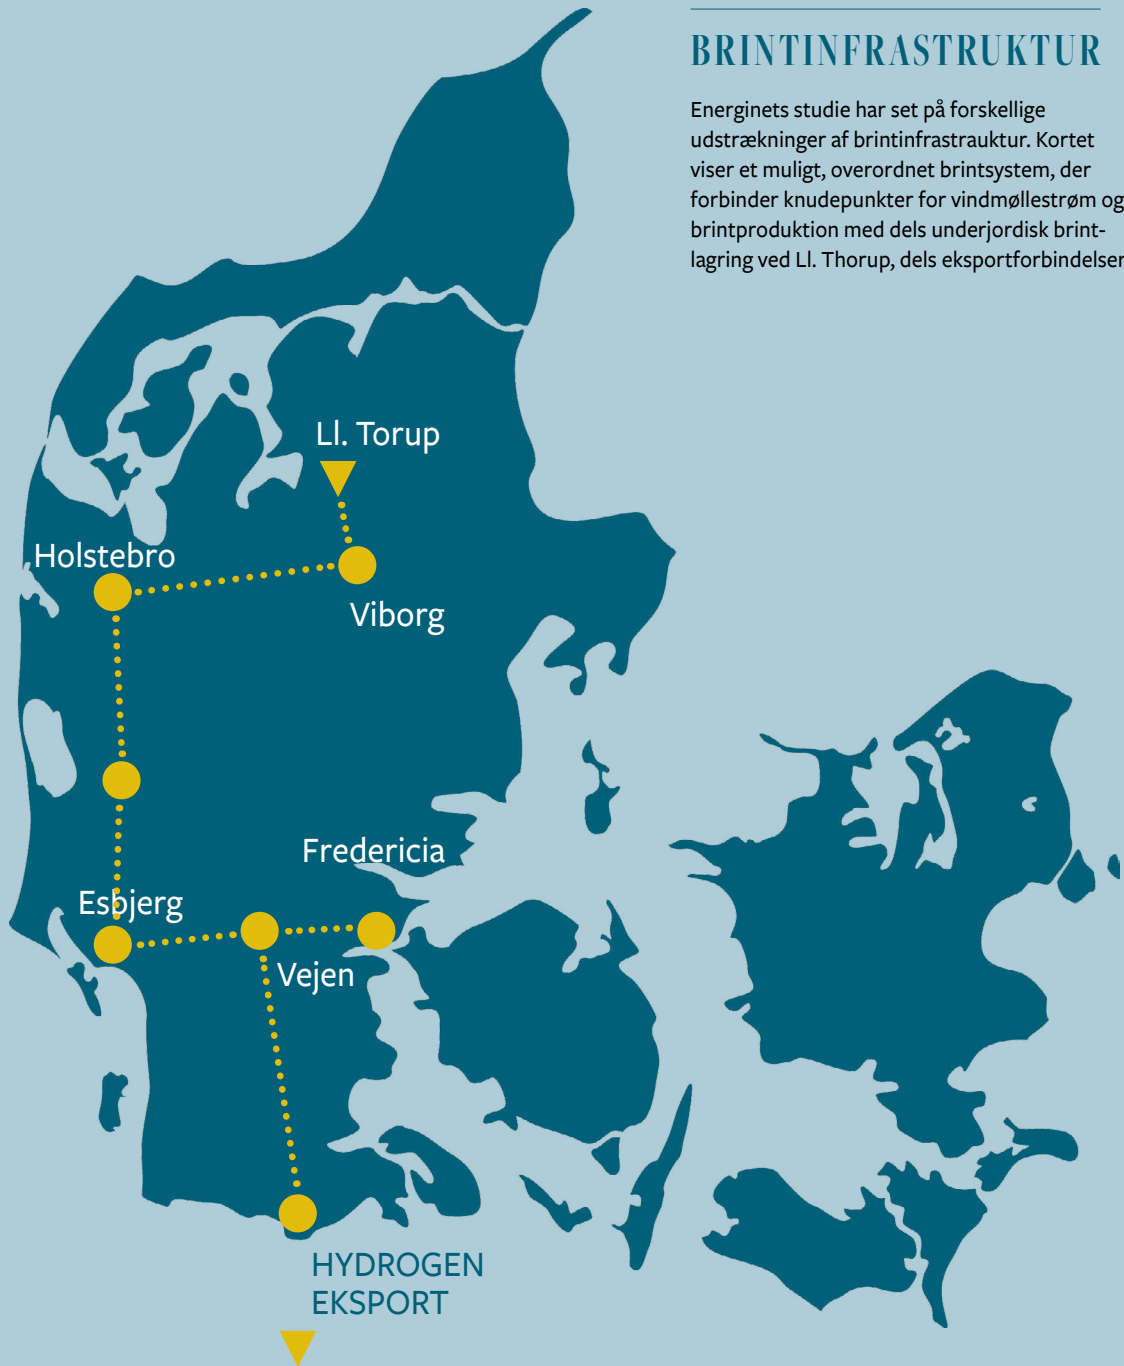 BRINTINFRASTRUKTUR
Energinets studie har set på forskellige
udstrækninger af brintinfrastrauktur. Kortet
viser et muligt, overordnet brintsystem, der
forbinder knudepunkter for vindmøllestrøm og
brintproduktion med dels underjordisk brint-
lagring ved Ll. Thorup, dels eksportforbindelser
Ll. Torup
Holstebro
Viborg
Fredericia
Esbjerg
Vejen
HYDROGEN
EKSPORT